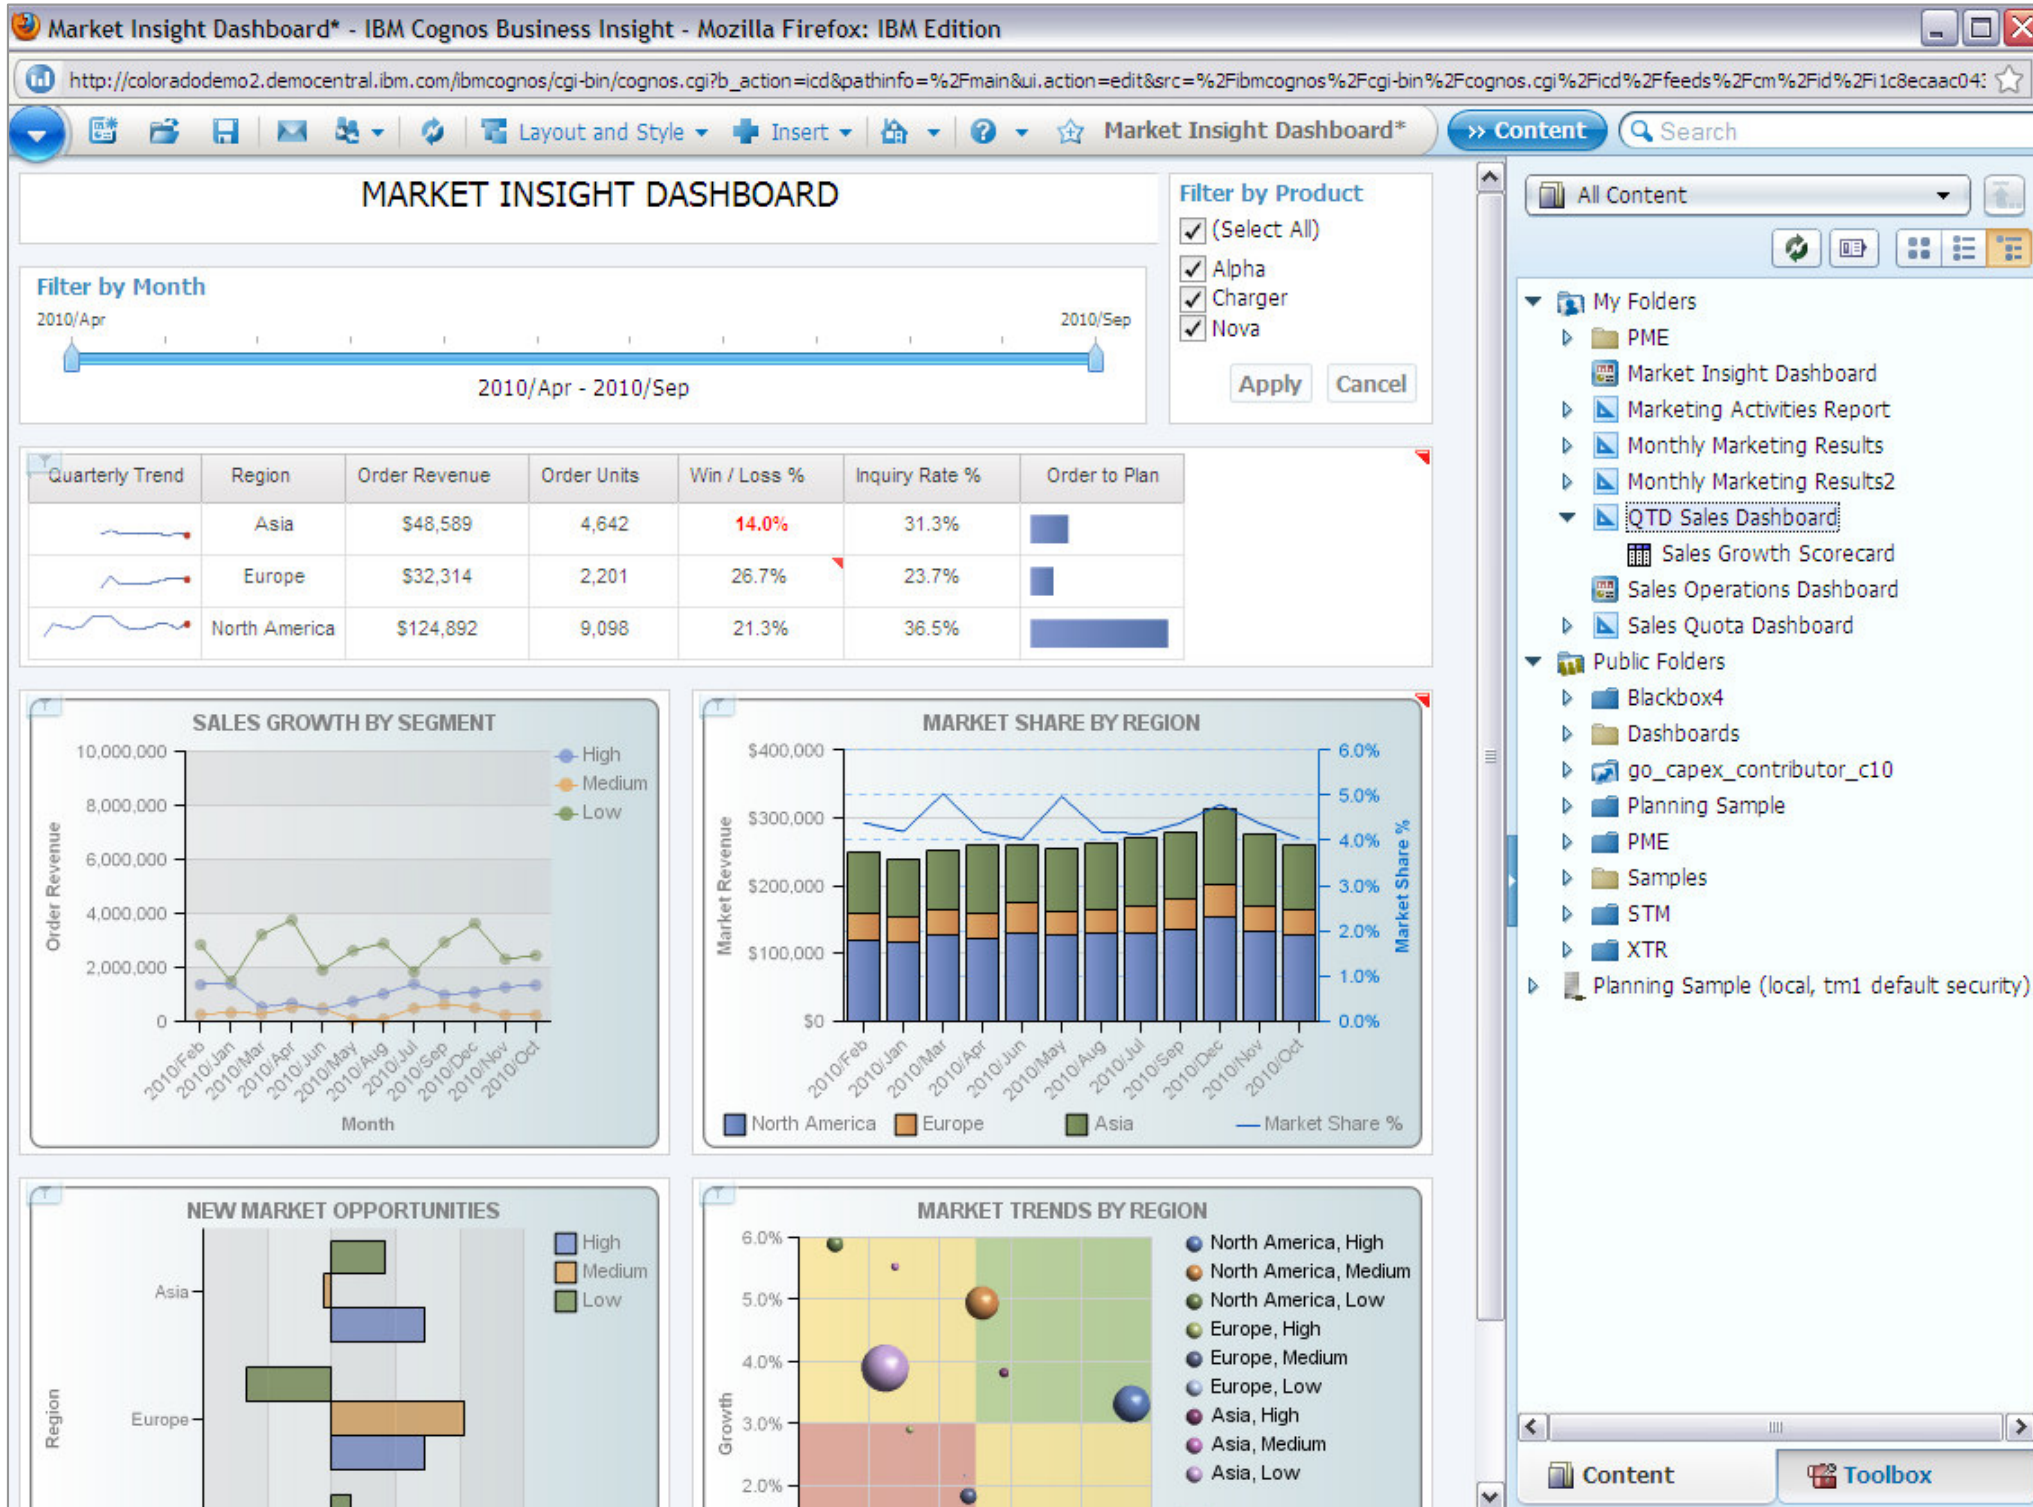 Market Insight Dashboard* - IBM Cognos Business Insight - Mozilla Firefox: IBM Edition
http://coloradodemo2.democentral.ibm.com/ibmcognos/cgi-bin/cognos.cgi?b_action=icd&pathinfo=%2Fmain&ui.action=edit&src=%2Fibmcognos%2Fcgi-bin%2Fcognos.cgi%2Ficd%2Ffeeds%2Fcm%2Fid%2Fi1c8ecaac04
Layout and Style Insert Market Insight Dashboard* >> Content Search
MARKET INSIGHT DASHBOARD
Filter by Product
(Select All)
Alpha
Charger
Nova
Apply Cancel
Filter by Month
2010/Apr 2010/Sep
2010/Apr - 2010/Sep
Quarterly Trend Region Order Revenue Order Units Win / Loss % Inquiry Rate % Order to Plan
Asia $48,589 4,642 14.0% 31.3%
Europe $32,314 2,201 26.7% 23.7%
North America $124,892 9,098 21.3% 36.5%
SALES GROWTH BY SEGMENT
10,000,000
8,000,000
6,000,000
4,000,000
2,000,000
0
Order Revenue
High
Medium
Low
2010/Feb 2010/Jan 2010/Mar 2010/Apr 2010/Jun 2010/May 2010/Aug 2010/Jul 2010/Sep 2010/Dec 2010/Nov 2010/Oct
Month
MARKET SHARE BY REGION
$400,000
$300,000
$200,000
$100,000
$0
Market Revenue
6.0%
5.0%
4.0%
3.0%
2.0%
1.0%
0.0%
Market Share %
2010/Feb 2010/Jan 2010/Mar 2010/Apr 2010/Jun 2010/May 2010/Aug 2010/Jul 2010/Sep 2010/Dec 2010/Nov 2010/Oct
North America Europe Asia Market Share %
NEW MARKET OPPORTUNITIES
High
Medium
Low
Asia
Europe
Region
MARKET TRENDS BY REGION
6.0%
5.0%
4.0%
3.0%
2.0%
Growth
North America, High
North America, Medium
North America, Low
Europe, High
Europe, Medium
Europe, Low
Asia, High
Asia, Medium
Asia, Low
All Content
My Folders
PME
Market Insight Dashboard
Marketing Activities Report
Monthly Marketing Results
Monthly Marketing Results2
QTD Sales Dashboard
Sales Growth Scorecard
Sales Operations Dashboard
Sales Quota Dashboard
Public Folders
Blackbox4
Dashboards
go_capex_contributor_c10
Planning Sample
PME
Samples
STM
XTR
Planning Sample (local, tm1 default security)
Content Toolbox